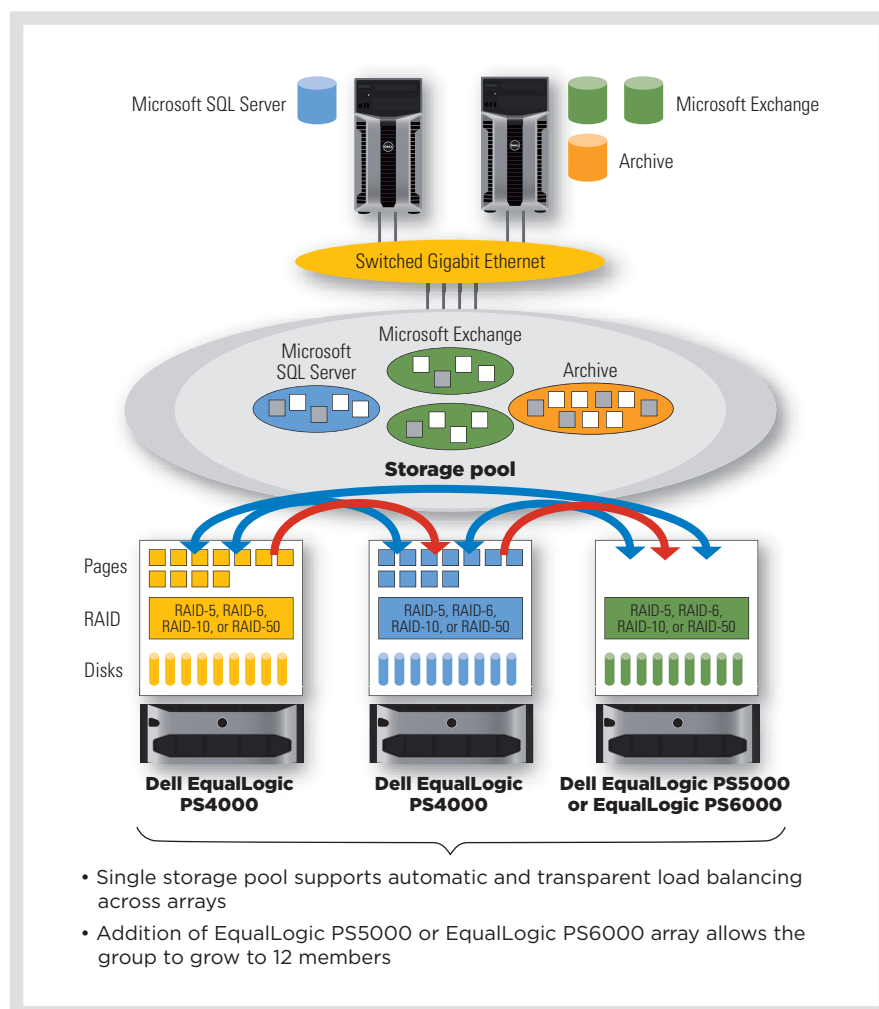 Microsoft SQL Server
Microsoft Exchange
Archive
DELL
DELL
Switched Gigabit Ethernet
Microsoft Exchange
Microsoft
SQL Server
Archive
Storage pool
Pages
RAID
Disks
RAID-5, RAID-6,
RAID-10, or RAID-50
RAID-5, RAID-6,
RAID-10, or RAID-50
RAID-5, RAID-6,
RAID-10, or RAID-50
Dell EqualLogic
PS4000
Dell EqualLogic
PS4000
Dell EqualLogic PS5000
or EqualLogic PS6000
• Single storage pool supports automatic and transparent load balancing
across arrays
• Addition of EqualLogic PS5000 or EqualLogic PS6000 array allows the
group to grow to 12 members